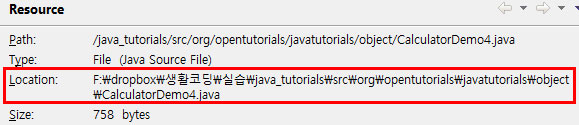 Resource
Path: /java_tutorials/src/org/opentutorials/javatutorials/object/CalculatorDemo4.java
Type: File (Java Source File)
Location: F:₩dropbox₩생활코딩₩실습₩java_tutorials₩src₩org₩opentutorials₩javatutorials₩object
₩CalculatorDemo4.java
Size: 758 bytes